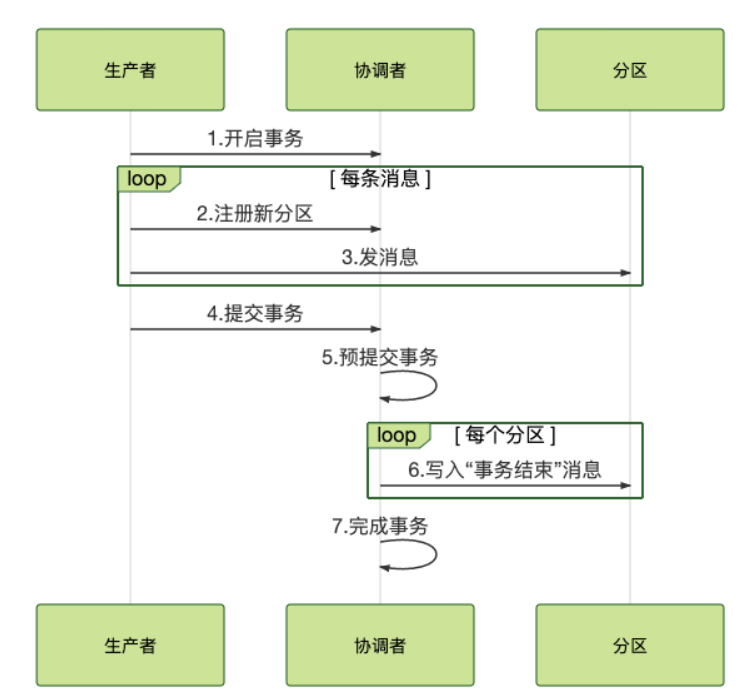 生产者
协调者
分区
1.开启事务
loop
[ 每条消息 ]
2.注册新分区
3.发消息
4.提交事务
5.预提交事务
loop
[ 每个分区 ]
6.写入“事务结束”消息
7.完成事务
生产者
协调者
分区